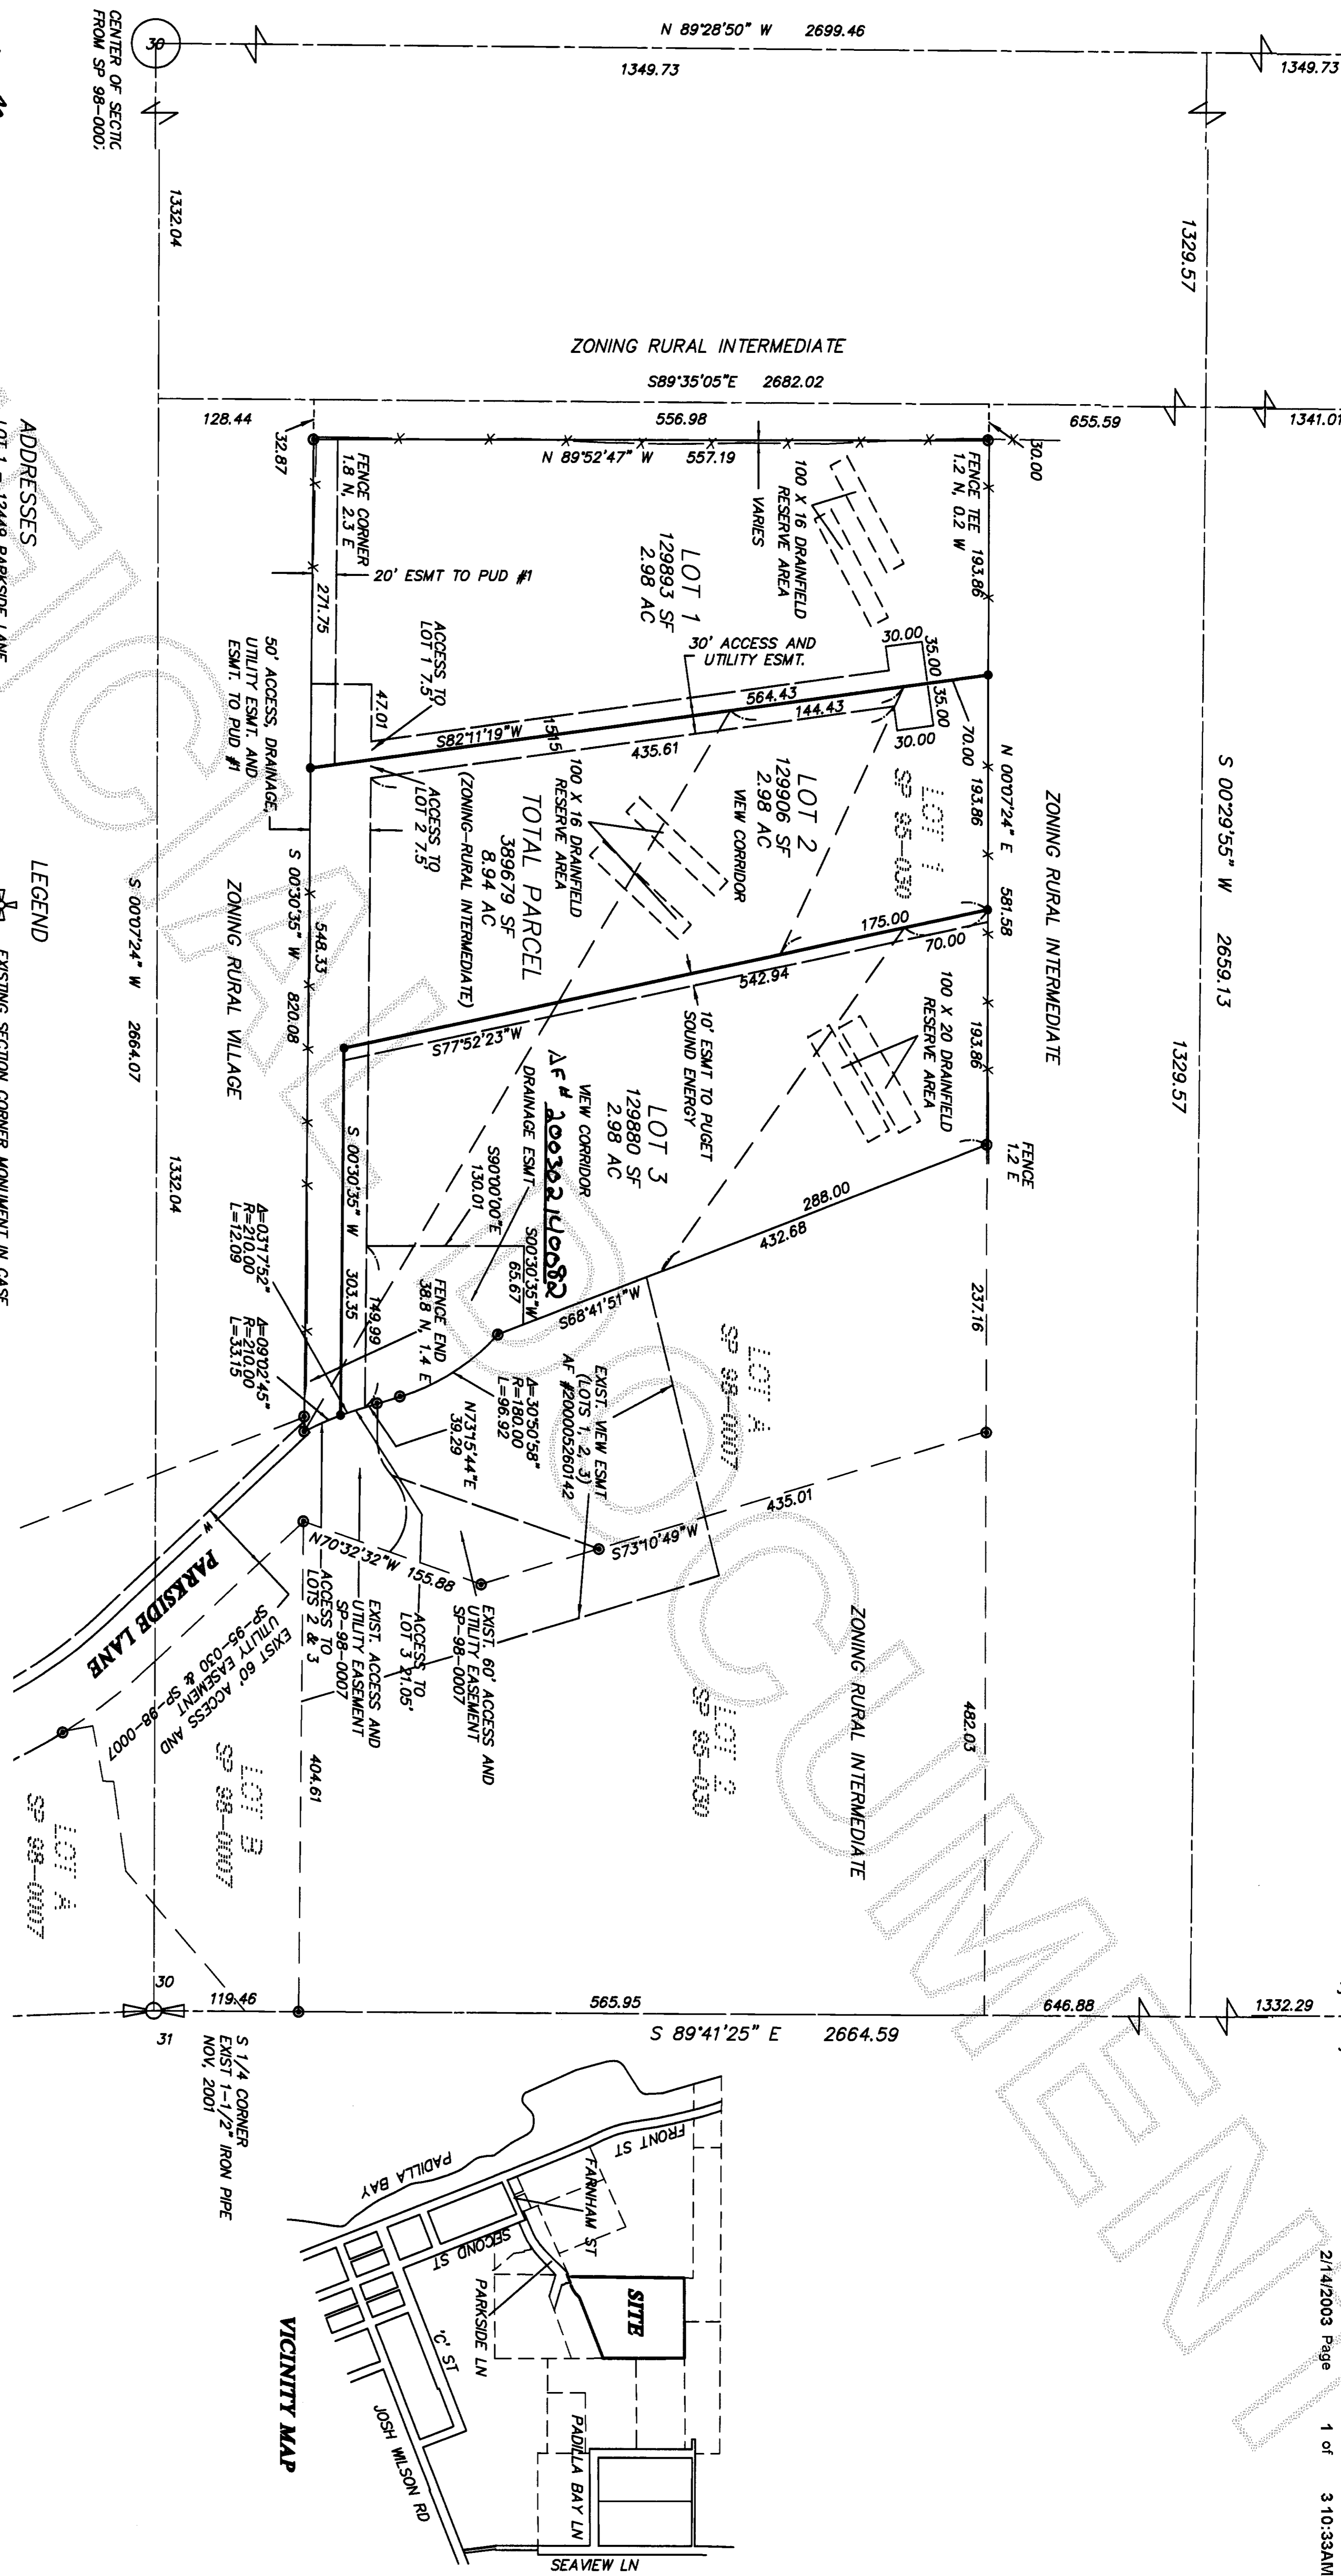 2/14/2003 Page 1 of 3 10:33AM
N 89°28'50" W 2699.46
1349.73
1349.73
30
CENTER OF SECTIC
FROM SP 98-000
1332.04
1329.57
ZONING RURAL INTERMEDIATE
S89°35'05"E 2682.02
128.44
556.98
655.59
1341.01
32.87
N 89°52'47" W 557.19
30.00
VARIES
FENCE CORNER
1.8 N, 2.3 E
FENCE TEE
1.2 N, 0.2 W
193.86
100 X 16 DRAINFIELD
RESERVE AREA
LOT 1
129893 SF
2.98 AC
20' ESMT TO PUD #1
271.75
ACCESS TO
LOT 1 7.5'
30' ACCESS AND
UTILITY ESMT.
30.00
35.00
35.00
30.00
70.00
564.43
144.43
47.01
S82°11'19"W
1515
435.61
50' ACCESS, DRAINAGE,
UTILITY ESMT. AND
ESMT. TO PUD #1
ACCESS TO
LOT 2 7.5'
N 00°07'24" E 581.58
193.86
ZONING RURAL INTERMEDIATE
S 00°29'55" W 2659.13
1329.57
LOT 1
SP 95-030
LOT 2
129906 SF
2.98 AC
VIEW CORRIDOR
100 X 16 DRAINFIELD
RESERVE AREA
TOTAL PARCEL
389679 SF
8.94 AC
(ZONING-RURAL INTERMEDIATE)
175.00
70.00
542.94
S77°52'23"W
10' ESMT TO PUGET
SOUND ENERGY
548.33
S 00°30'35" W 820.08
ZONING RURAL VILLAGE
S 00°07'24" W 2664.07
1332.04
193.86
100 X 20 DRAINFIELD
RESERVE AREA
FENCE
1.2 E
LOT 3
129880 SF
2.98 AC
VIEW CORRIDOR
AF# 200302140082
DRAINAGE ESMT
S90°00'00"E
130.01
S00°30'35"W
65.67
S 00°30'35" W 303.35
149.99
288.00
432.68
S68°41'51"W
237.16
FENCE END
38.8 N, 1.4 E
Δ=03°17'52"
R=210.00
L=12.09
Δ=09°02'45"
R=210.00
L=33.15
Δ=30°50'58"
R=180.00
L=96.92
N73°15'44"E
39.29
EXIST. VIEW ESMT
(LOTS 1, 2, 3)
AF #200005260142
LOT A
SP 98-0007
435.01
S73°10'49"W
N70°32'32"W 155.88
ACCESS TO
LOTS 2 & 3
EXIST. ACCESS AND
UTILITY EASEMENT
SP-98-0007
ACCESS TO
LOT 3 21.05'
EXIST. 60' ACCESS AND
UTILITY EASEMENT
SP-98-0007
PARKSIDE LANE
W
EXIST 60' ACCESS AND
UTILITY EASEMENT
SP-95-030 & SP-98-0007
LOT 2
SP 95-030
ZONING RURAL INTERMEDIATE
482.03
404.61
LOT B
SP 98-0007
LOT A
SP 98-0007
30
31
119.46
565.95
646.88
1332.29
S 89°41'25" E 2664.59
S 1/4 CORNER
EXIST 1-1/2" IRON PIPE
NOV, 2001
ADDRESSES
LOT 1 - 12449 PARKSIDE LANE
LEGEND
EXISTING SECTION CORNER MONUMENT IN CASE
FRONT ST
PADILLA BAY
FARNHAM ST
SECOND ST
PARKSIDE LN
SITE
'C' ST
JOSH WILSON RD
PADILLA BAY LN
SEAVIEW LN
VICINITY MAP
UNOFFICIAL DOCUMENT